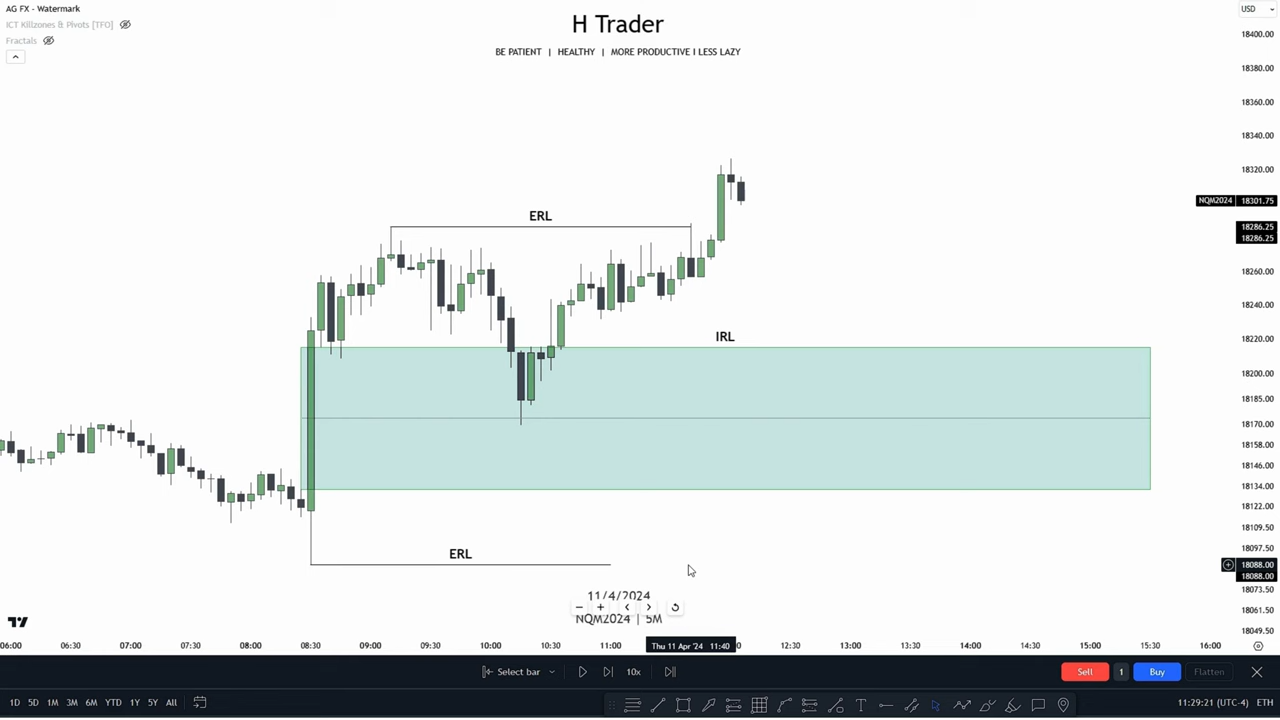 AG FX - Watermark
ICT Killzones & Pivots [TFO]
Fractals
H Trader
BE PATIENT | HEALTHY | MORE PRODUCTIVE I LESS LAZY
USD
18400.00
18380.00
18360.00
18340.00
18320.00
NQM2024 18301.75
18286.25
18286.25
18260.00
18240.00
18220.00
18200.00
18185.00
18170.00
18158.00
18146.00
18134.00
18122.00
18109.50
18097.50
18088.00
18088.00
18073.50
18061.50
18049.50
ERL
IRL
ERL
11/4/2024
NQM2024 | 5M
06:00 06:30 07:00 07:30 08:00 08:30 09:00 09:30 10:00 10:30 11:00 Thu 11 Apr '24 11:40 0 12:30 13:00 13:30 14:00 14:30 15:00 15:30 16:00
Select bar 10x Sell 1 Buy Flatten
1D 5D 1M 3M 6M YTD 1Y 5Y All 11:29:21 (UTC-4) ETH